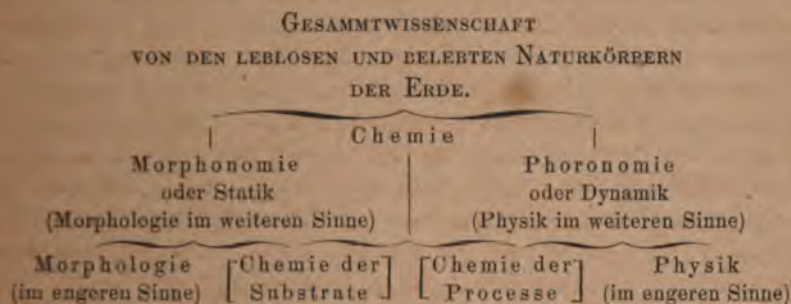 GESAMMTWISSENSCHAFT
VON DEN LEBLOSEN UND BELEBTEN NATURKÖRPERN
DER ERDE.
Chemie
Morphonomie Phoronomie
oder Statik oder Dynamik
(Morphologie im weiteren Sinne) (Physik im weiteren Sinne)
Morphologie [Chemie der] [Chemie der] Physik
(im engeren Sinne) [Substrate] [Processe] (im engeren Sinne)